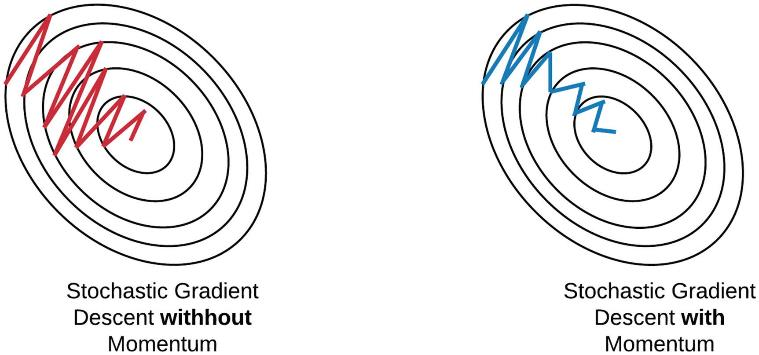 Stochastic Gradient
Descent withhout
Momentum
Stochastic Gradient
Descent with
Momentum